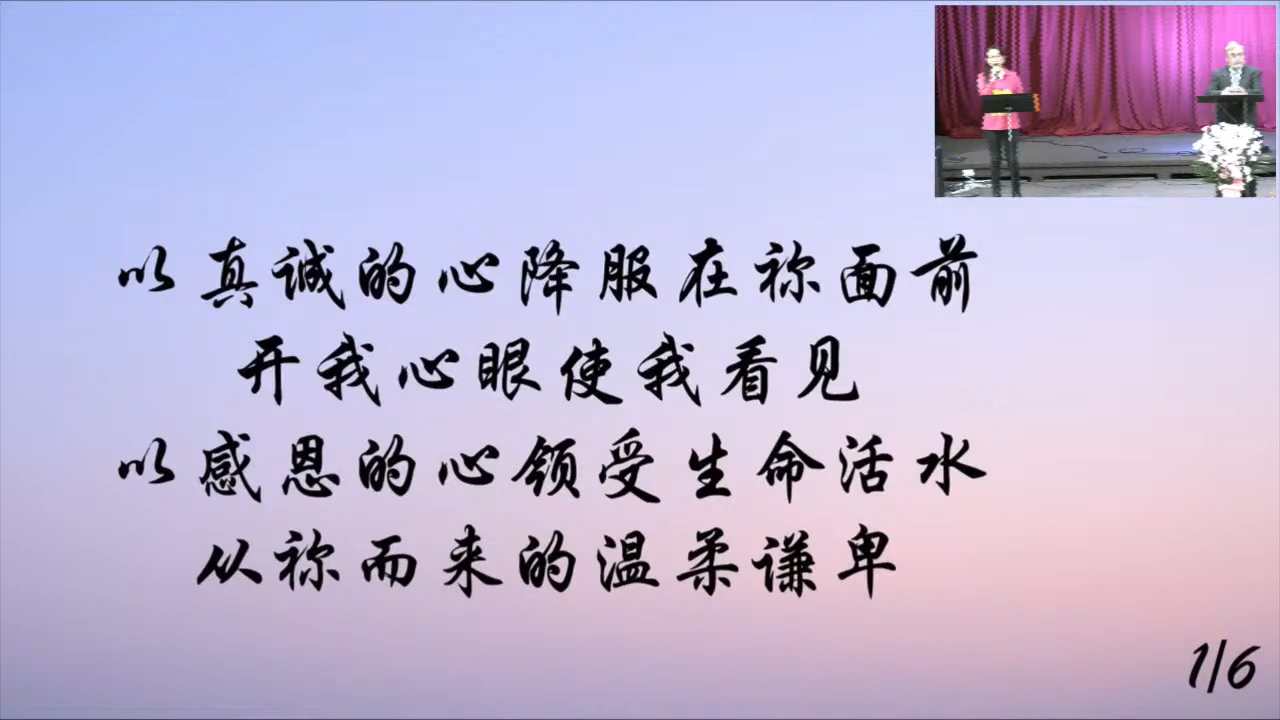 以真诚的心降服在祢面前
开我心眼使我看见
以感恩的心领受生命活水
从祢而来的温柔谦卑
1/6